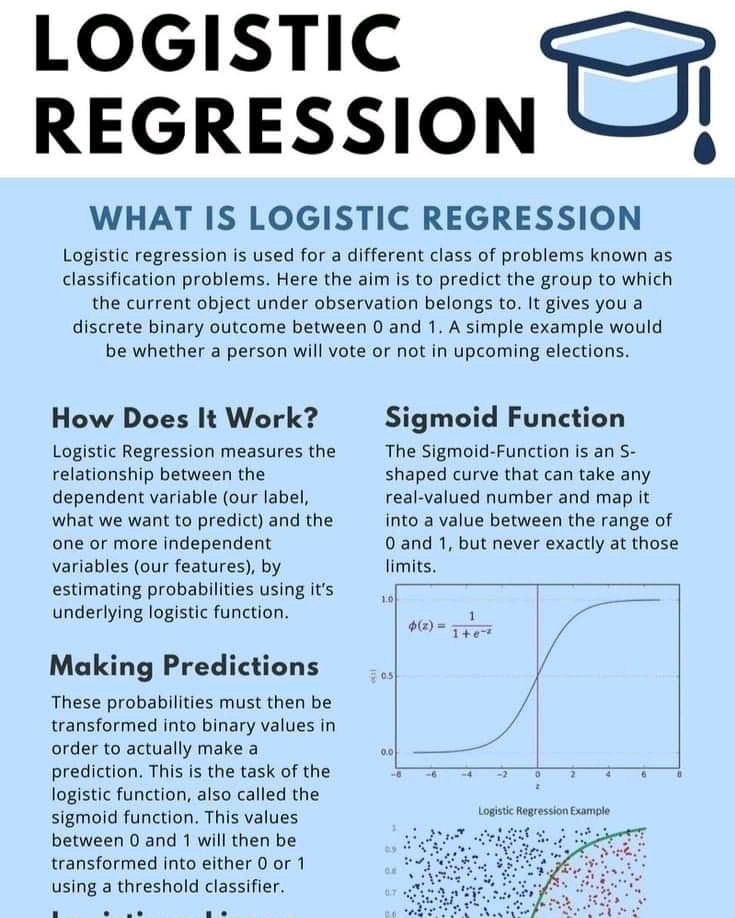 LOGISTIC
REGRESSION
WHAT IS LOGISTIC REGRESSION
Logistic regression is used for a different class of problems known as
classification problems. Here the aim is to predict the group to which
the current object under observation belongs to. It gives you a
discrete binary outcome between 0 and 1. A simple example would
be whether a person will vote or not in upcoming elections.
How Does It Work?
Logistic Regression measures the
relationship between the
dependent variable (our label,
what we want to predict) and the
one or more independent
variables (our features), by
estimating probabilities using it's
underlying logistic function.
Making Predictions
These probabilities must then be
transformed into binary values in
order to actually make a
prediction. This is the task of the
logistic function, also called the
sigmoid function. This values
between 0 and 1 will then be
transformed into either 0 or 1
using a threshold classifier.
Sigmoid Function
The Sigmoid-Function is an S-
shaped curve that can take any
real-valued number and map it
into a value between the range of
0 and 1, but never exactly at those
limits.
1.0
ϕ(z) = 1 / 1 + e^−z
0.5
0.0
−8 −6 −4 −2 0 2 4 6 8
z
Logistic Regression Example
1
0.9
0.8
0.7
0.6